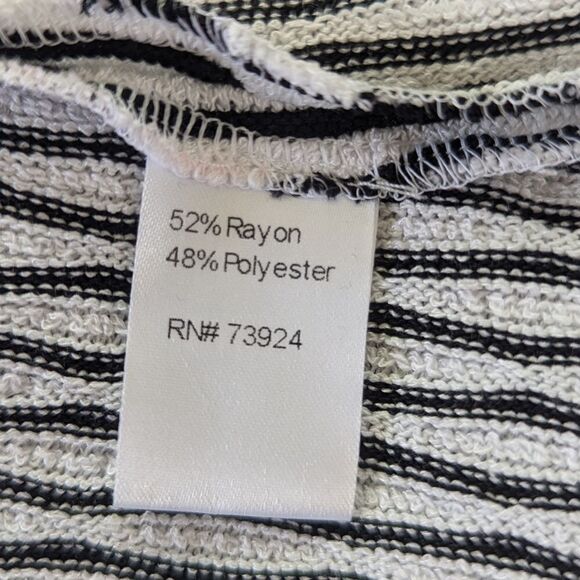 52% Rayon
48% Polyester
RN# 73924